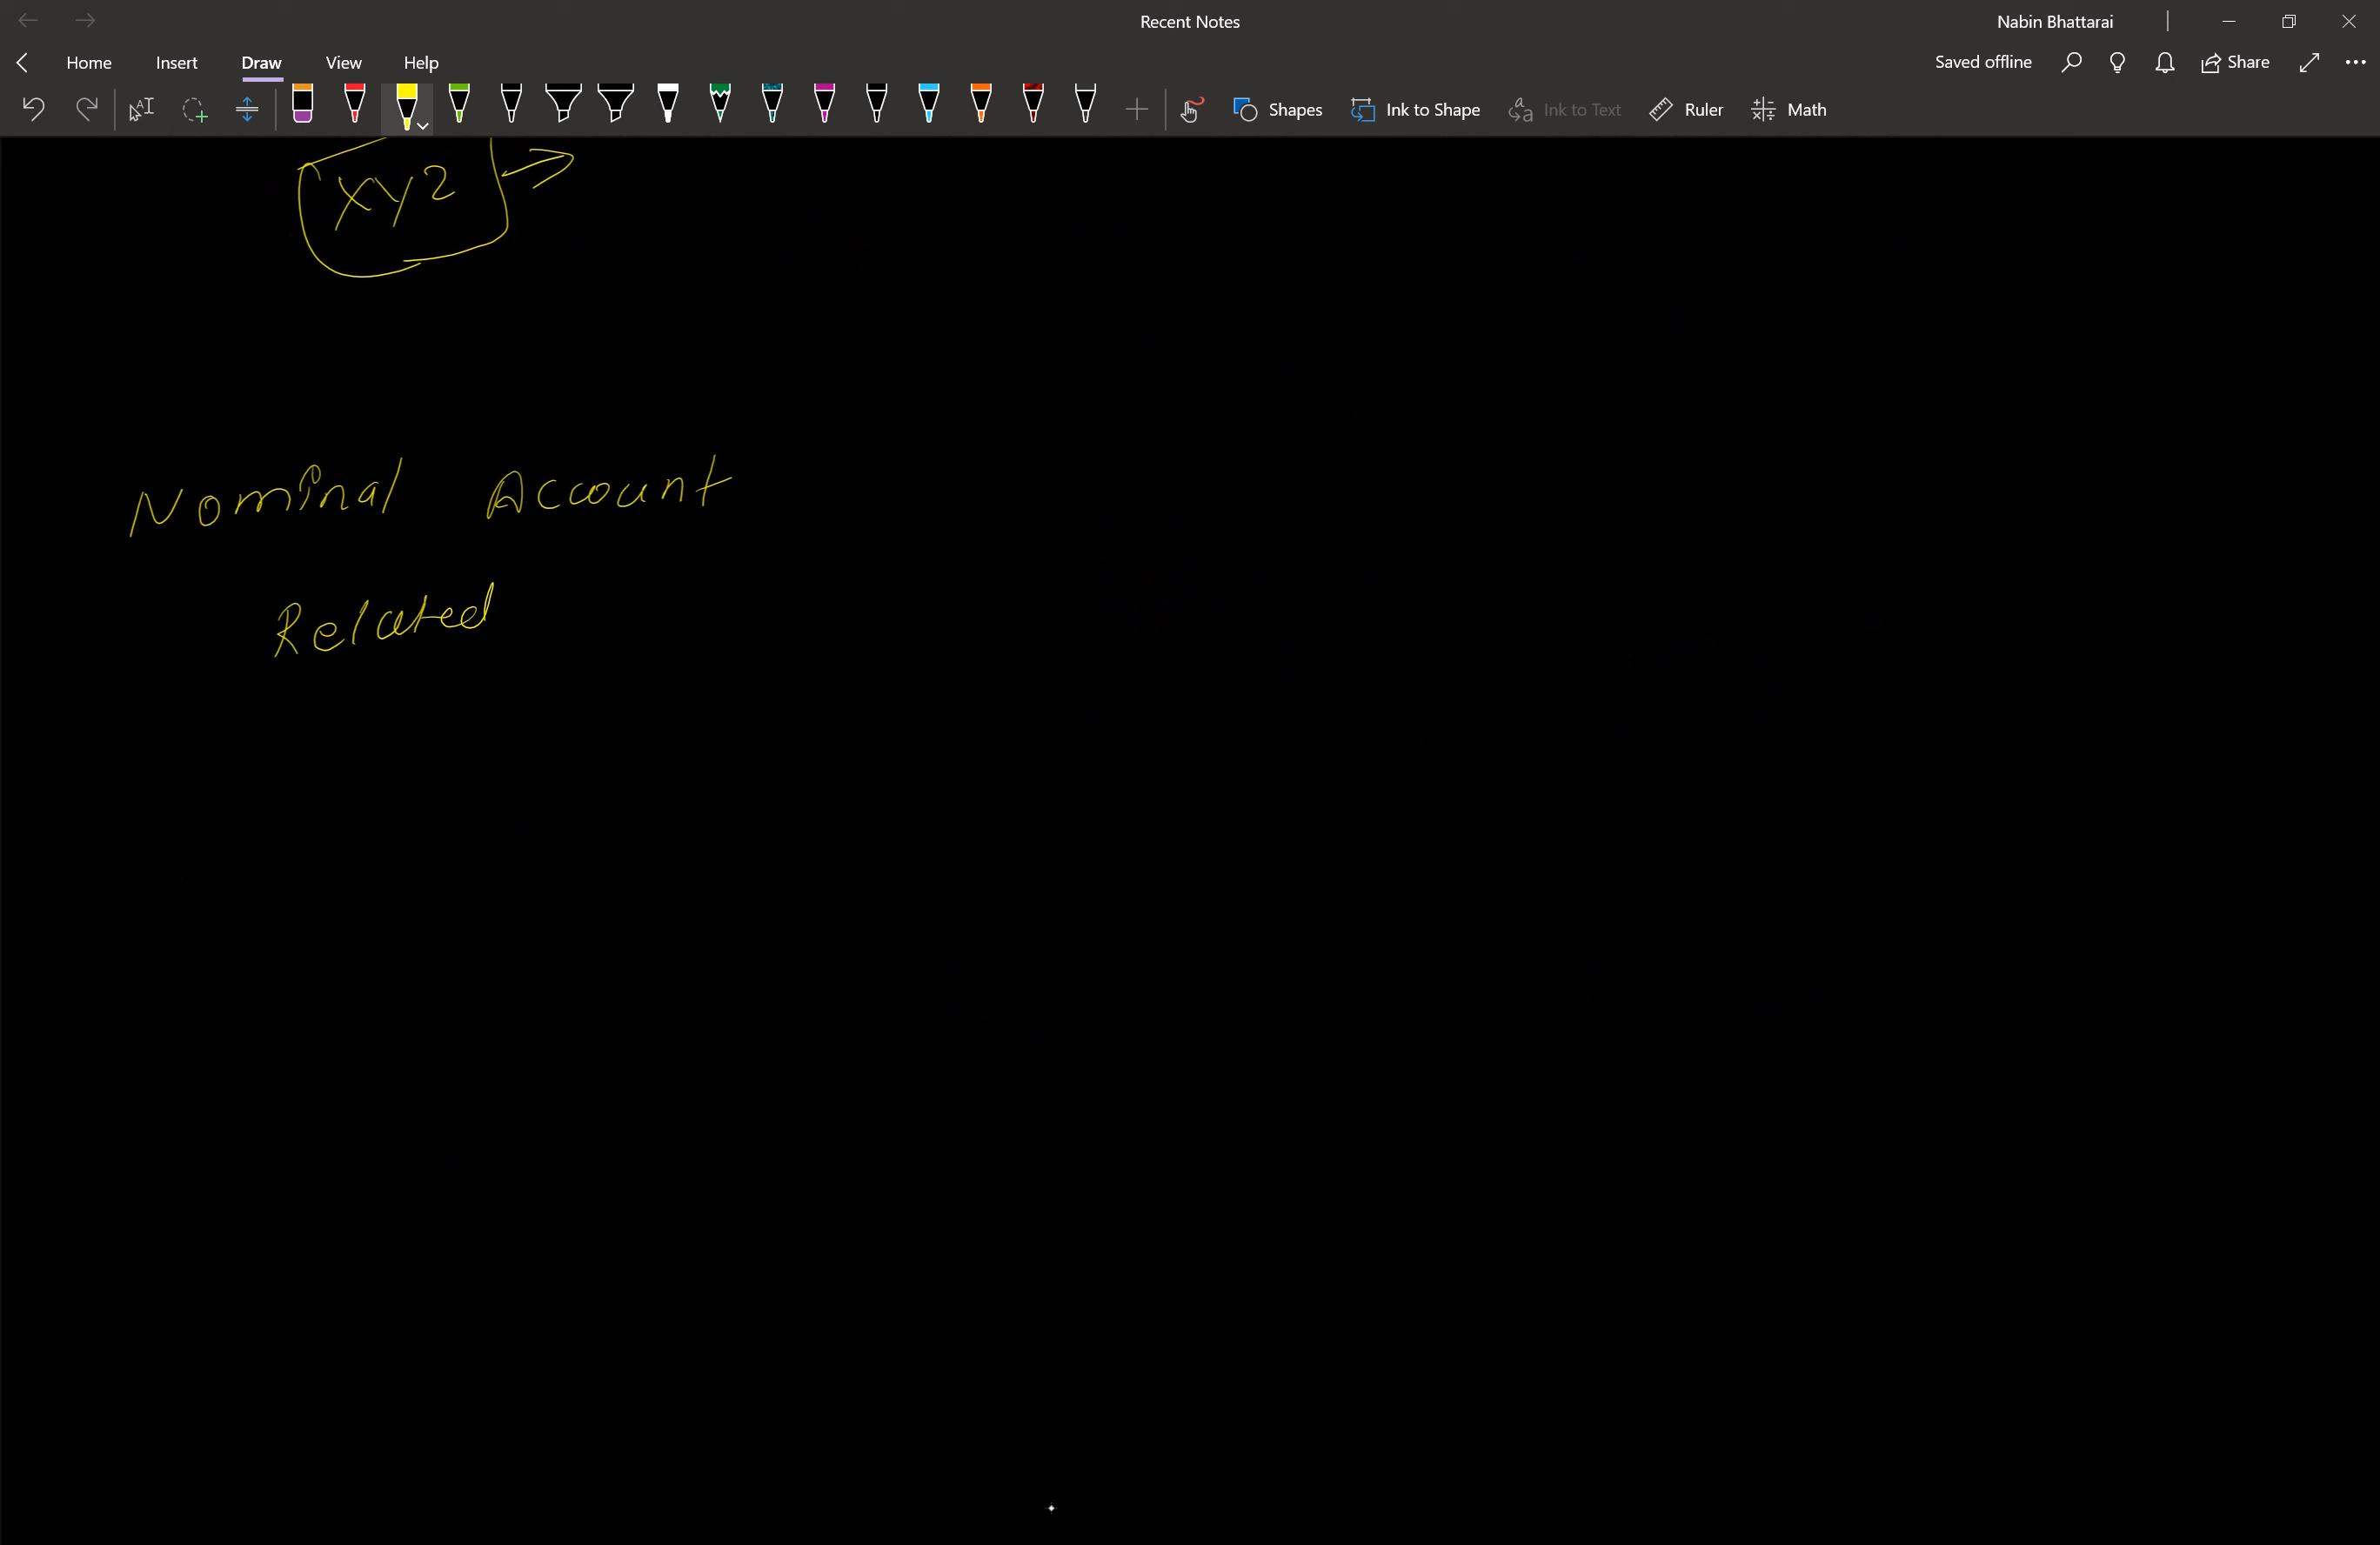 Recent Notes
Nabin Bhattarai
Home Insert Draw View Help
Saved offline
Share
Shapes Ink to Shape Ink to Text Ruler Math
XYZ
Nominal Account
Related